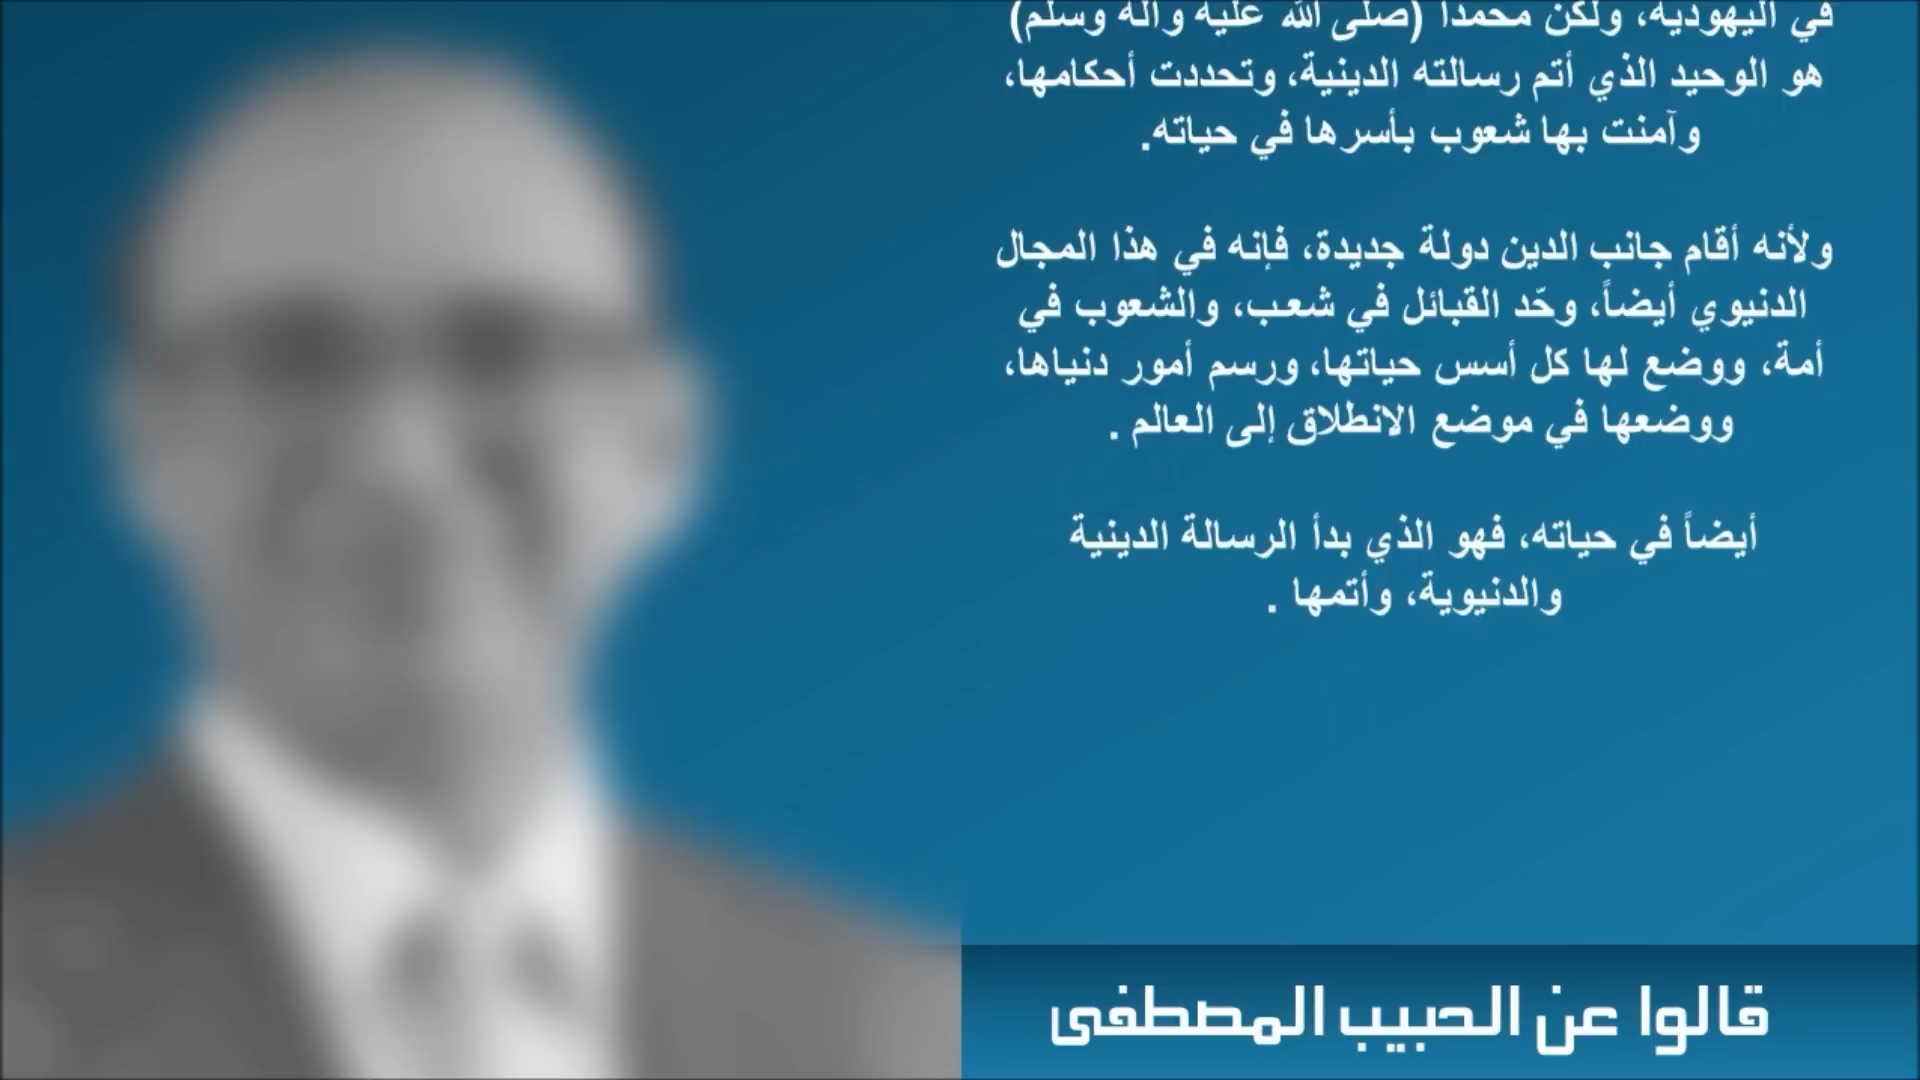 في اليهودية، ولكن محمدا (صلى الله عليه وآله وسلم)
هو الوحيد الذي أتم رسالته الدينية، وتحددت أحكامها،
وآمنت بها شعوب بأسرها في حياته.
ولأنه أقام جانب الدين دولة جديدة، فإنه في هذا المجال
الدنيوي أيضاً، وحّد القبائل في شعب، والشعوب في
أمة، ووضع لها كل أسس حياتها، ورسم أمور دنياها،
ووضعها في موضع الانطلاق إلى العالم .
أيضاً في حياته، فهو الذي بدأ الرسالة الدينية
والدنيوية، وأتمها .
قالوا عن الحبيب المصطفى